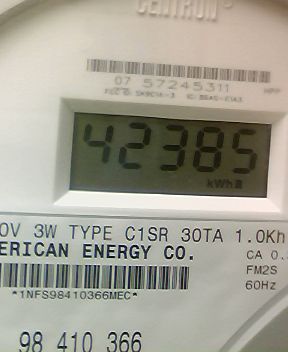 CENTRON®
07 57245311
42385
kWh
0V 3W TYPE C1SR 30TA 1.0Kh
ERICAN ENERGY CO.
CA 0.
FM2S
60Hz
*1NFS98410366MEC*
98 410 366